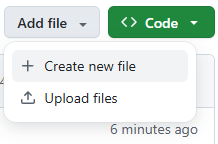 Add file
Code
Create new file
Upload files
6 minutes ago